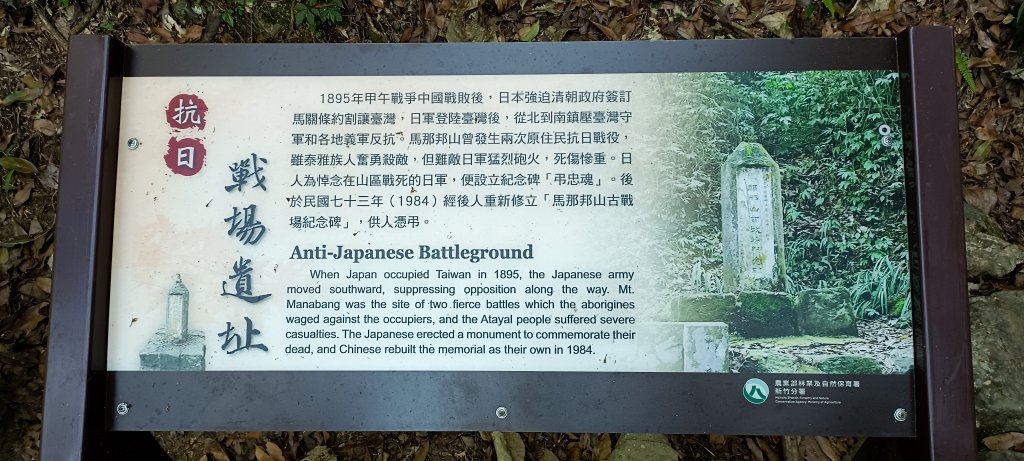 抗日
戰場遺址
1895年甲午戰爭中國戰敗後，日本強迫清朝政府簽訂
馬關條約割讓臺灣，日軍登陸臺灣後，從北到南鎮壓臺灣守
軍和各地義軍反抗。馬那邦山曾發生兩次原住民抗日戰役，
雖泰雅族人奮勇殺敵，但難敵日軍猛烈砲火，死傷慘重。日
人為悼念在山區戰死的日軍，便設立紀念碑「弔忠魂」。後
於民國七十三年（1984）經後人重新修立「馬那邦山古戰
場紀念碑」，供人憑弔。
Anti-Japanese Battleground
When Japan occupied Taiwan in 1895, the Japanese army
moved southward, suppressing opposition along the way. Mt.
Manabang was the site of two fierce battles which the aborigines
waged against the occupiers, and the Atayal people suffered severe
casualties. The Japanese erected a monument to commemorate their
dead, and Chinese rebuilt the memorial as their own in 1984.
農業部林業及自然保育署
新竹分署
Hsinchu Branch, Forestry and Nature
Conservation Agency, Ministry of Agriculture